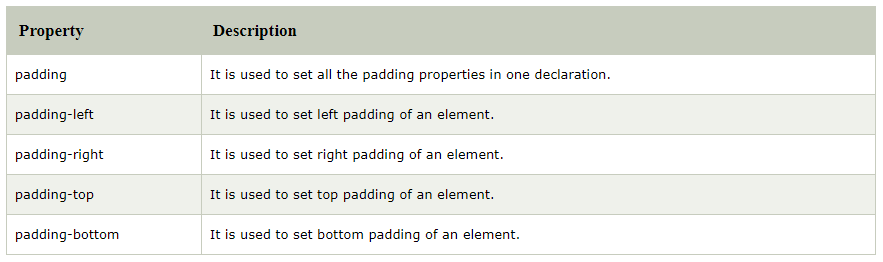 Property Description
padding It is used to set all the padding properties in one declaration.
padding-left It is used to set left padding of an element.
padding-right It is used to set right padding of an element.
padding-top It is used to set top padding of an element.
padding-bottom It is used to set bottom padding of an element.